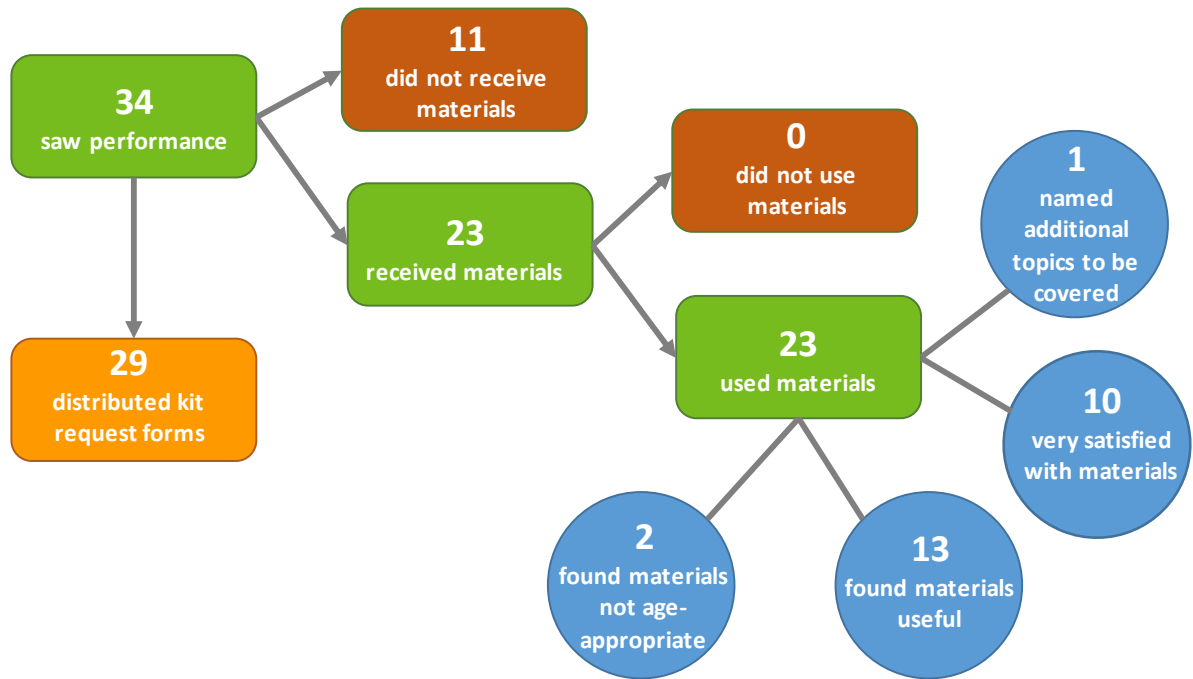 34
saw performance
11
did not receive
materials
23
received materials
0
did not use
materials
1
named
additional
topics to be
covered
29
distributed kit
request forms
23
used materials
10
very satisfied
with materials
2
found materials
not age-
appropriate
13
found materials
useful